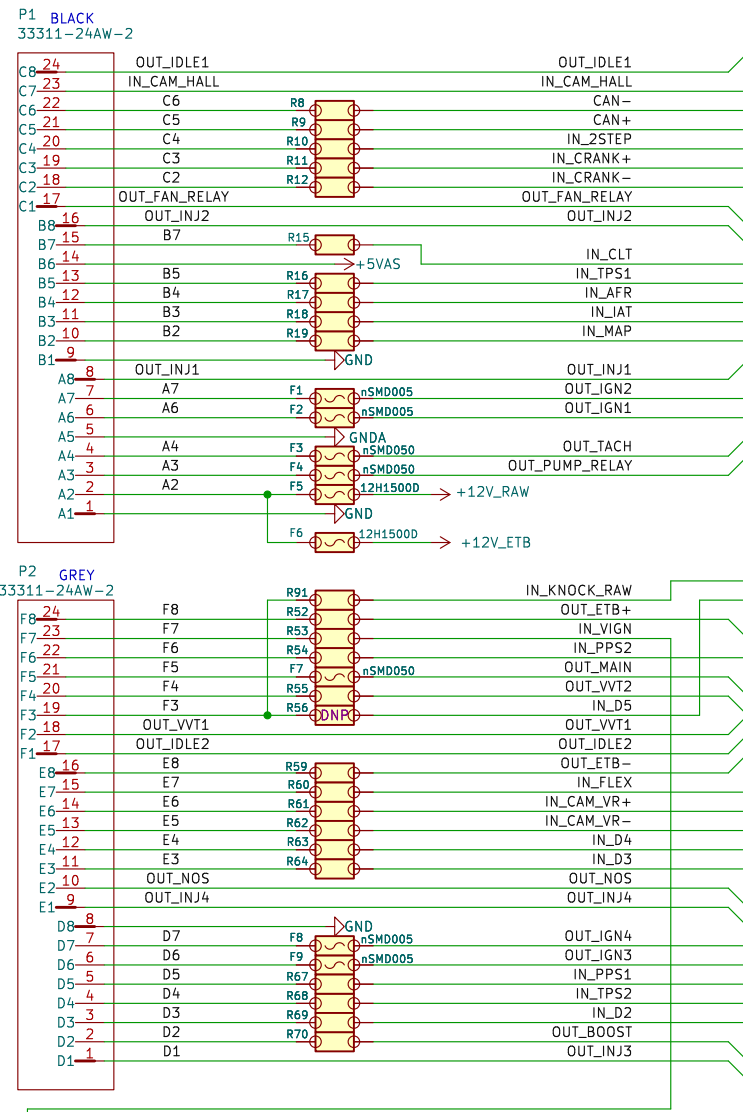 P1 BLACK
33311-24AW-2
C8 24 OUT_IDLE1 OUT_IDLE1
C7 23 IN_CAM_HALL IN_CAM_HALL
C6 22 C6 R8 CAN-
C5 21 C5 R9 CAN+
C4 20 C4 R10 IN_2STEP
C3 19 C3 R11 IN_CRANK+
C2 18 C2 R12 IN_CRANK-
C1 17 OUT_FAN_RELAY OUT_FAN_RELAY
B8 16 OUT_INJ2 OUT_INJ2
B7 15 B7 R15
B6 14 +5VAS IN_CLT
B5 13 B5 R16 IN_TPS1
B4 12 B4 R17 IN_AFR
B3 11 B3 R18 IN_IAT
B2 10 B2 R19 IN_MAP
B1 9 GND
A8 8 OUT_INJ1 OUT_INJ1
A7 7 A7 F1 nSMD005 OUT_IGN2
A6 6 A6 F2 nSMD005 OUT_IGN1
A5 5 GNDA
A4 4 A4 F3 nSMD050 OUT_TACH
A3 3 A3 F4 nSMD050 OUT_PUMP_RELAY
A2 2 A2 F5 12H1500D +12V_RAW
A1 1 GND
F6 12H1500D +12V_ETB
P2 GREY
33311-24AW-2
R91 IN_KNOCK_RAW
F8 24 F8 R52 OUT_ETB+
F7 23 F7 R53 IN_VIGN
F6 22 F6 R54 IN_PPS2
F5 21 F5 F7 nSMD050 OUT_MAIN
F4 20 F4 R55 OUT_VVT2
F3 19 F3 R56 DNP IN_D5
F2 18 OUT_VVT1 OUT_VVT1
F1 17 OUT_IDLE2 OUT_IDLE2
E8 16 E8 R59 OUT_ETB-
E7 15 E7 R60 IN_FLEX
E6 14 E6 R61 IN_CAM_VR+
E5 13 E5 R62 IN_CAM_VR-
E4 12 E4 R63 IN_D4
E3 11 E3 R64 IN_D3
E2 10 OUT_NOS OUT_NOS
E1 9 OUT_INJ4 OUT_INJ4
D8 8 GND
D7 7 D7 F8 nSMD005 OUT_IGN4
D6 6 D6 F9 nSMD005 OUT_IGN3
D5 5 D5 R67 IN_PPS1
D4 4 D4 R68 IN_TPS2
D3 3 D3 R69 IN_D2
D2 2 D2 R70 OUT_BOOST
D1 1 D1 OUT_INJ3